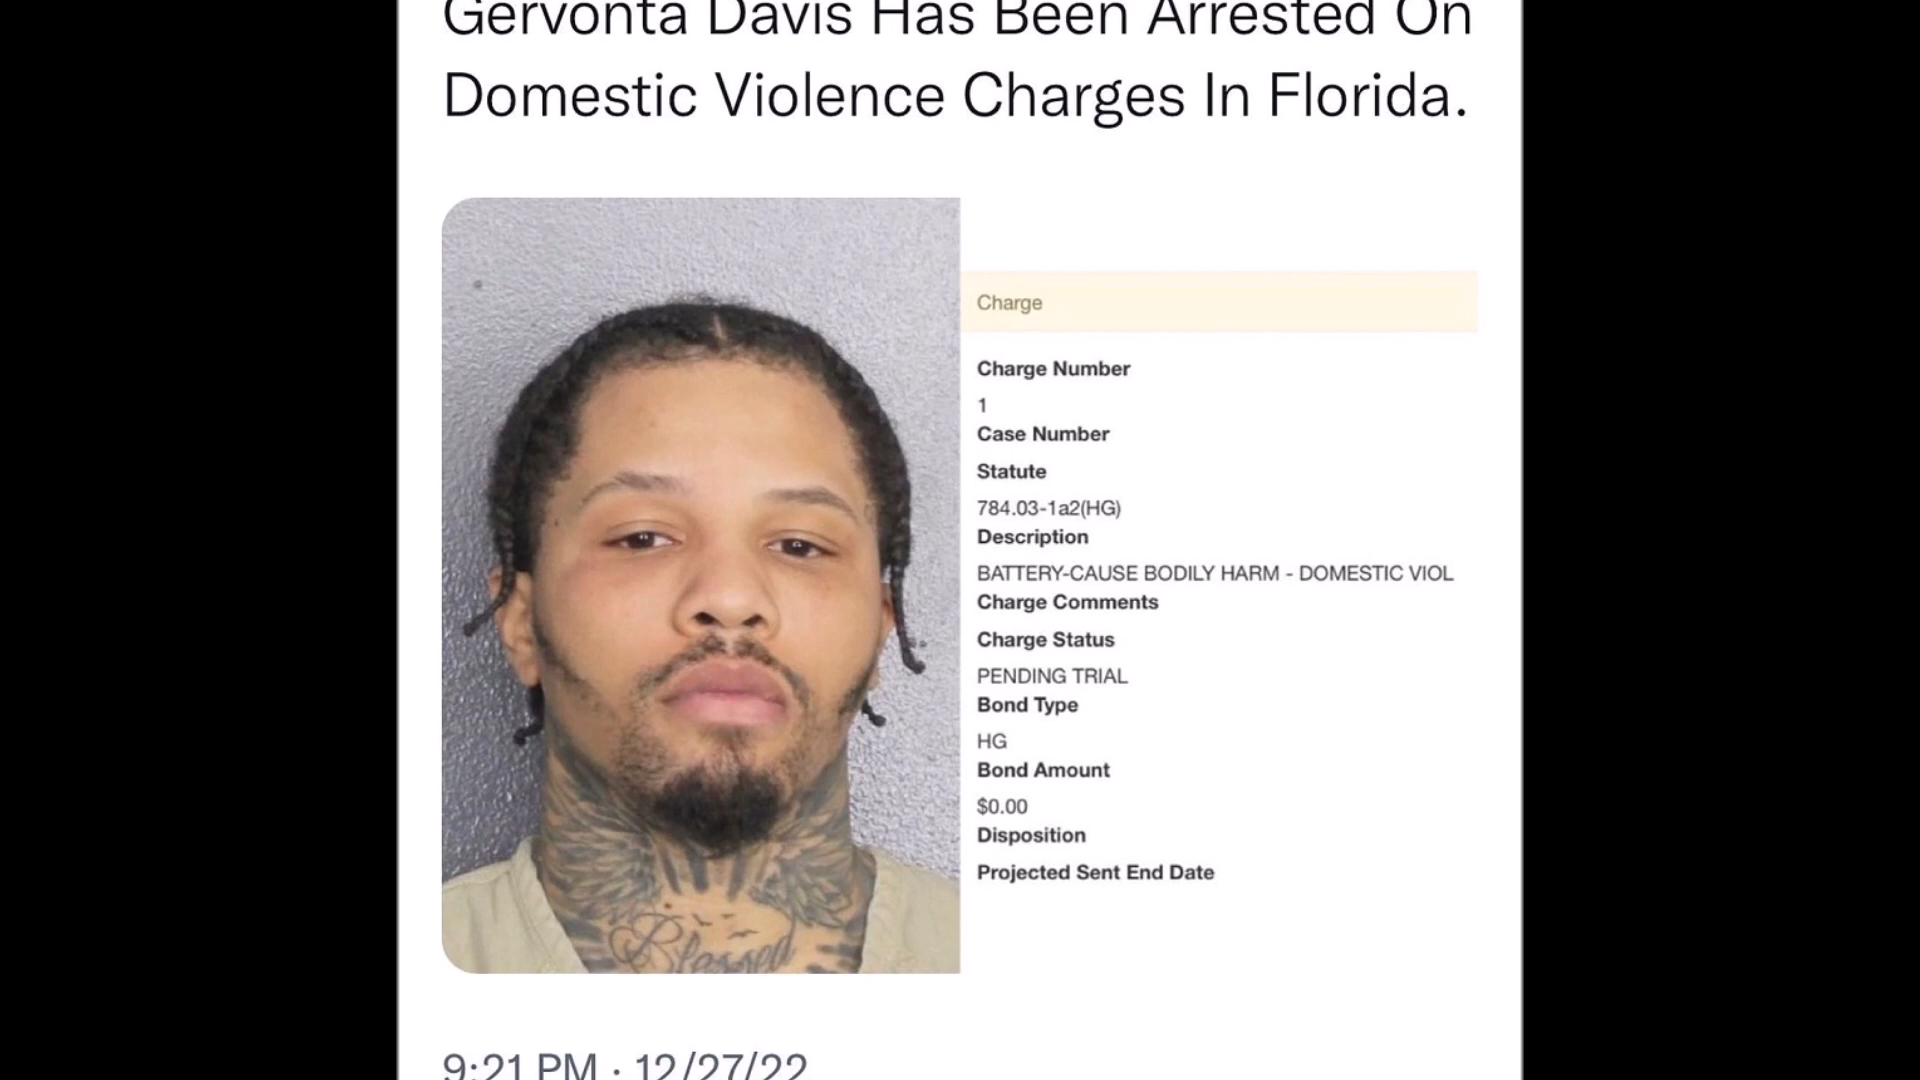 Gervonta Davis Has Been Arrested On
Domestic Violence Charges In Florida.
Charge
Charge Number
1
Case Number
Statute
784.03-1a2(HG)
Description
BATTERY-CAUSE BODILY HARM - DOMESTIC VIOL
Charge Comments
Charge Status
PENDING TRIAL
Bond Type
HG
Bond Amount
$0.00
Disposition
Projected Sent End Date
Blessed
9:21 PM · 12/27/22